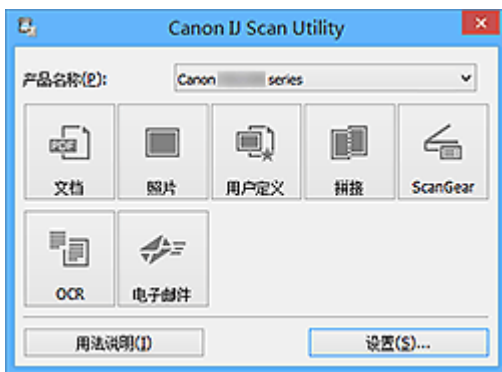 Canon IJ Scan Utility
产品名称(P): Canon series
文档 照片 用户定义 拼接 ScanGear
PDF
OCR 电子邮件
用法说明(I) 设置(S)...